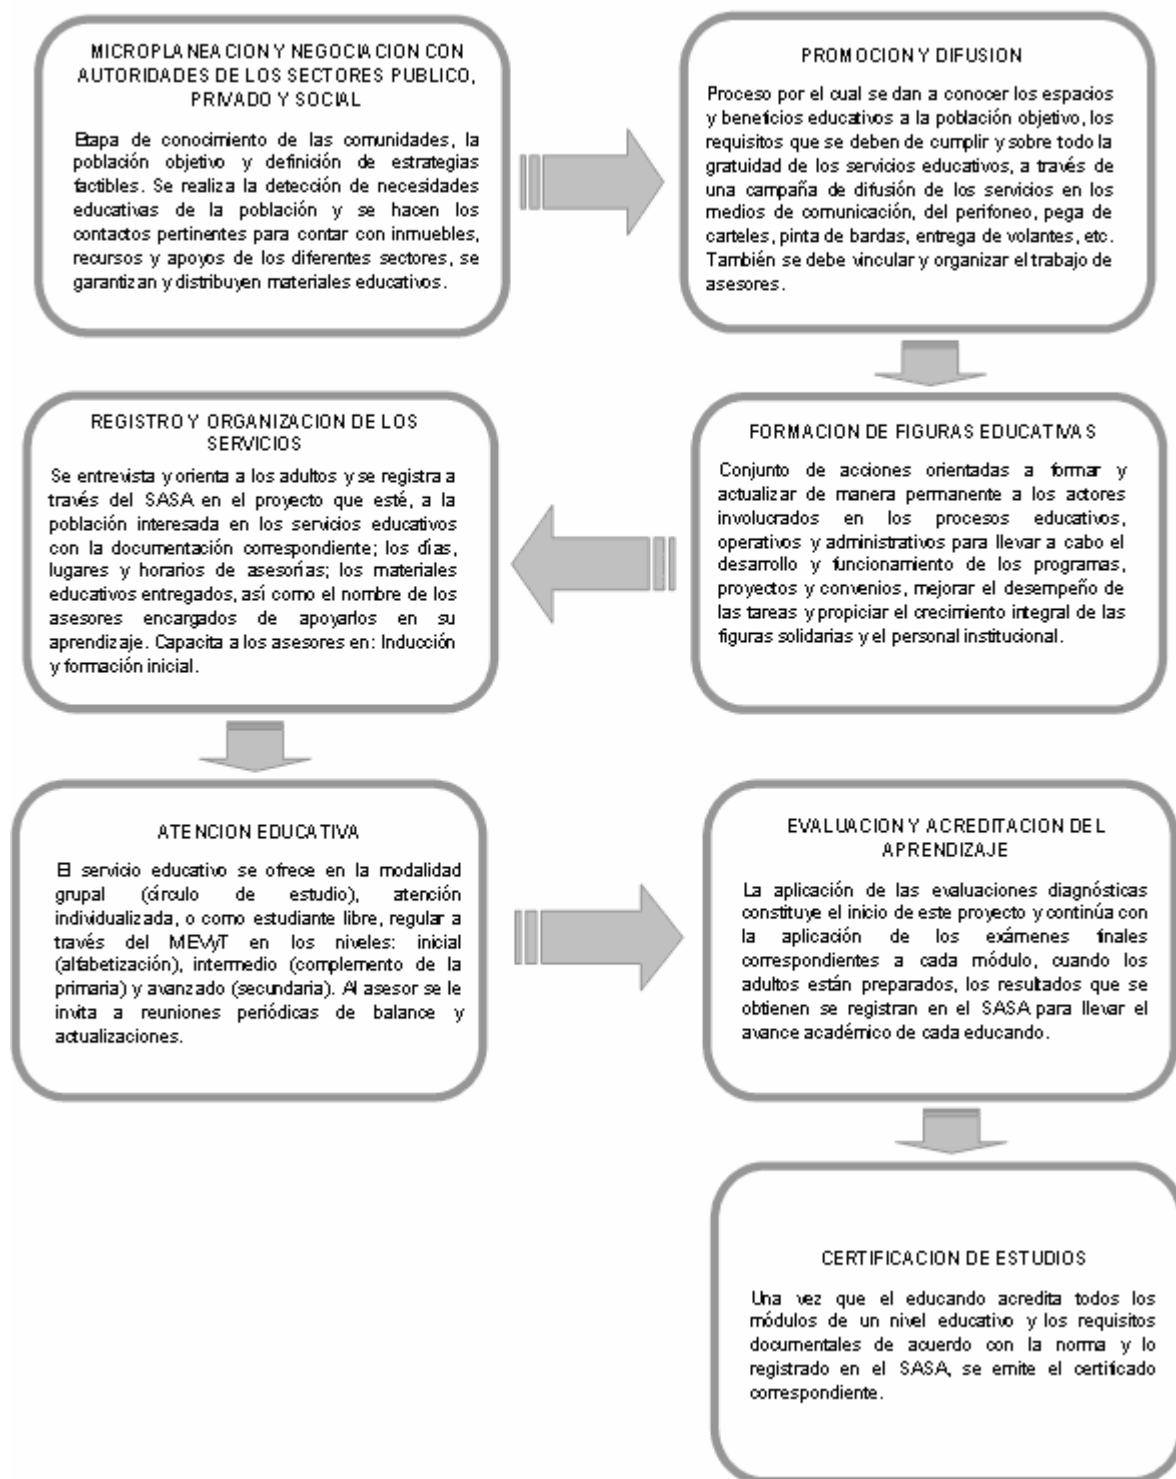 MICROPLANEACION Y NEGOCIACION CON
AUTORIDADES DE LOS SECTORES PUBLICO,
PRIVADO Y SOCIAL
Etapa de conocimiento de las comunidades, la
población objetivo y definición de estrategias
factibles. Se realiza la detección de necesidades
educativas de la población y se hacen los
contactos pertinentes para contar con inmuebles,
recursos y apoyos de los diferentes sectores, se
garantizan y distribuyen materiales educativos.
PROMOCION Y DIFUSION
Proceso por el cual se dan a conocer los espacios
y beneficios educativos a la población objetivo, los
requisitos que se deben de cumplir y sobre todo la
gratuidad de los servicios educativos, a través de
una campaña de difusión de los servicios en los
medios de comunicación, del perifoneo, pega de
carteles, pinta de bardas, entrega de volantes, etc.
También se debe vincular y organizar el trabajo de
asesores.
FORMACION DE FIGURAS EDUCATIVAS
Conjunto de acciones orientadas a formar y
actualizar de manera permanente a los actores
involucrados en los procesos educativos,
operativos y administrativos para llevar a cabo el
desarrollo y funcionamiento de los programas,
proyectos y convenios, mejorar el desempeño de
las tareas y propiciar el crecimiento integral de las
figuras solidarias y el personal institucional.
REGISTRO Y ORGANIZACION DE LOS
SERVICIOS
Se entrevista y orienta a los adultos y se registra a
través del SASA en el proyecto que esté, a la
población interesada en los servicios educativos
con la documentación correspondiente; los días,
lugares y horarios de asesorías; los materiales
educativos entregados, así como el nombre de los
asesores encargados de apoyarlos en su
aprendizaje. Capacita a los asesores en: Inducción
y formación inicial.
ATENCION EDUCATIVA
El servicio educativo se ofrece en la modalidad
grupal (círculo de estudio), atención
individualizada, o como estudiante libre, regular a
través del MEVyT en los niveles: inicial
(alfabetización), intermedio (complemento de la
primaria) y avanzado (secundaria). Al asesor se le
invita a reuniones periódicas de balance y
actualizaciones.
EVALUACION Y ACREDITACION DEL
APRENDIZAJE
La aplicación de las evaluaciones diagnósticas
constituye el inicio de este proyecto y continúa con
la aplicación de los exámenes finales
correspondientes a cada módulo, cuando los
adultos están preparados, los resultados que se
obtienen se registran en el SASA para llevar el
avance académico de cada educando.
CERTIFICACION DE ESTUDIOS
Una vez que el educando acredita todos los
módulos de un nivel educativo y los requisitos
documentales de acuerdo con la norma y lo
registrado en el SASA, se emite el certificado
correspondiente.